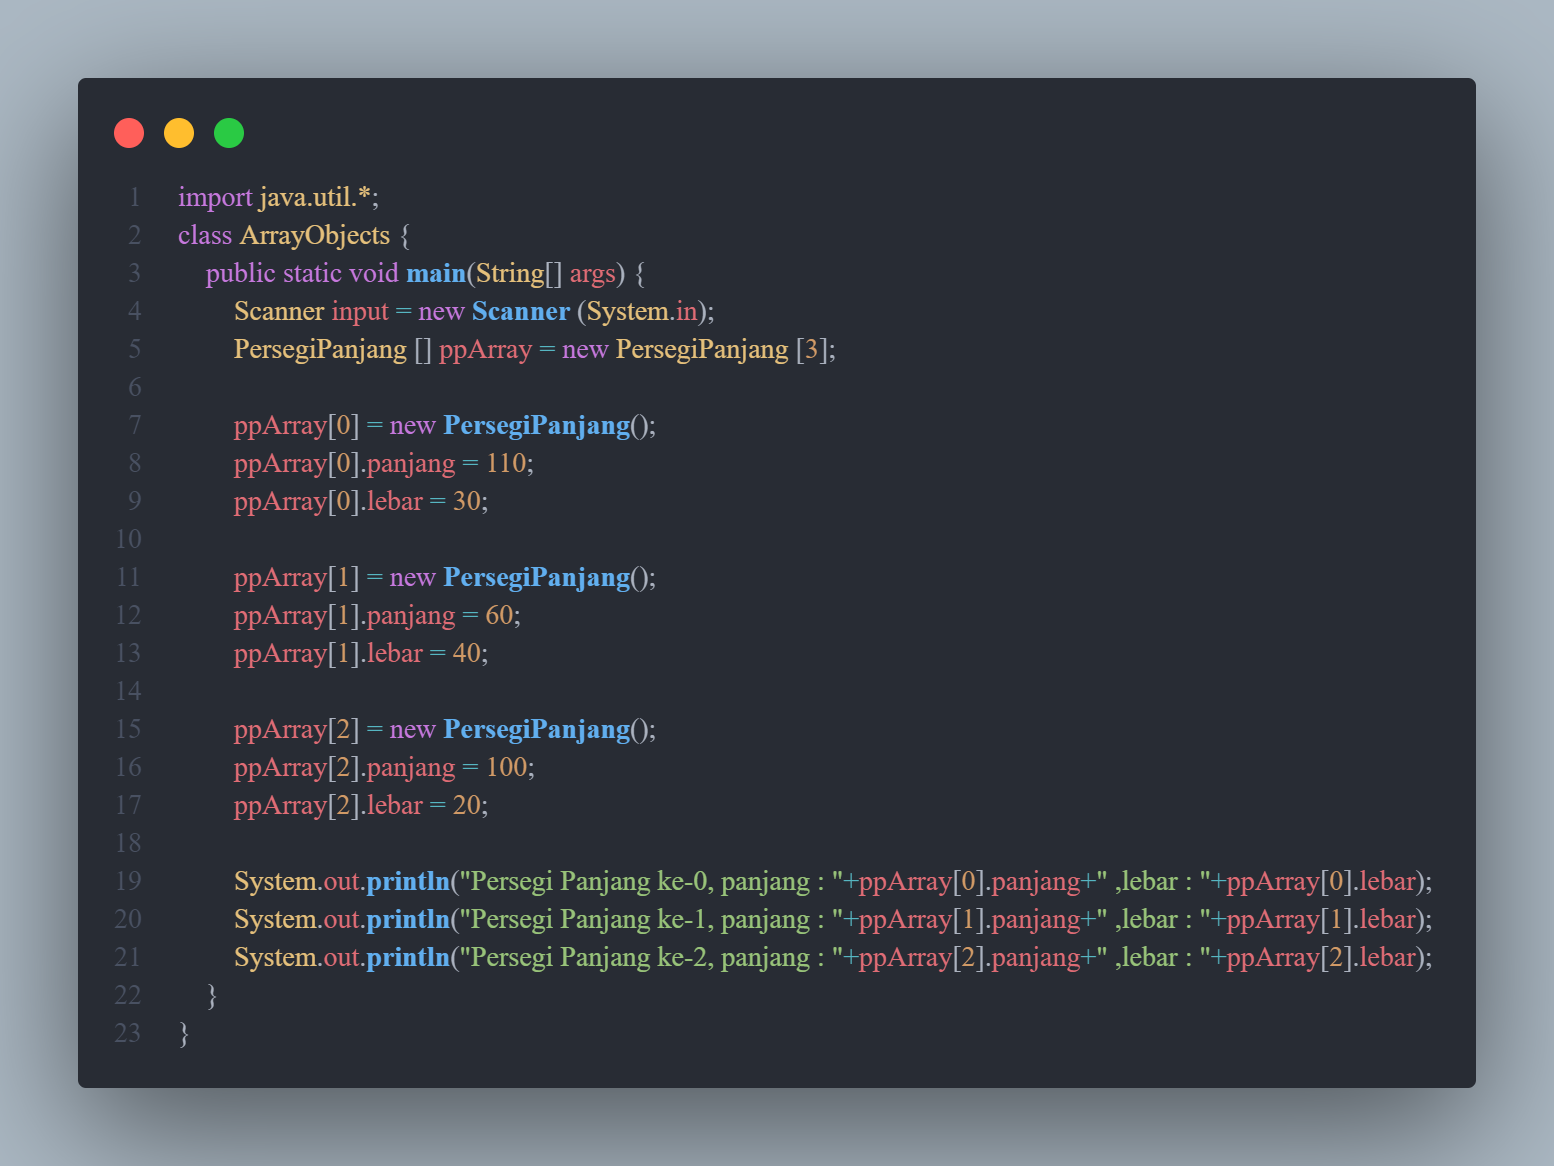 1 import java.util.*;
2 class ArrayObjects {
3     public static void main(String[] args) {
4         Scanner input = new Scanner (System.in);
5         PersegiPanjang [] ppArray = new PersegiPanjang [3];
6
7         ppArray[0] = new PersegiPanjang();
8         ppArray[0].panjang = 110;
9         ppArray[0].lebar = 30;
10
11         ppArray[1] = new PersegiPanjang();
12         ppArray[1].panjang = 60;
13         ppArray[1].lebar = 40;
14
15         ppArray[2] = new PersegiPanjang();
16         ppArray[2].panjang = 100;
17         ppArray[2].lebar = 20;
18
19         System.out.println("Persegi Panjang ke-0, panjang : "+ppArray[0].panjang+" ,lebar : "+ppArray[0].lebar);
20         System.out.println("Persegi Panjang ke-1, panjang : "+ppArray[1].panjang+" ,lebar : "+ppArray[1].lebar);
21         System.out.println("Persegi Panjang ke-2, panjang : "+ppArray[2].panjang+" ,lebar : "+ppArray[2].lebar);
22     }
23 }